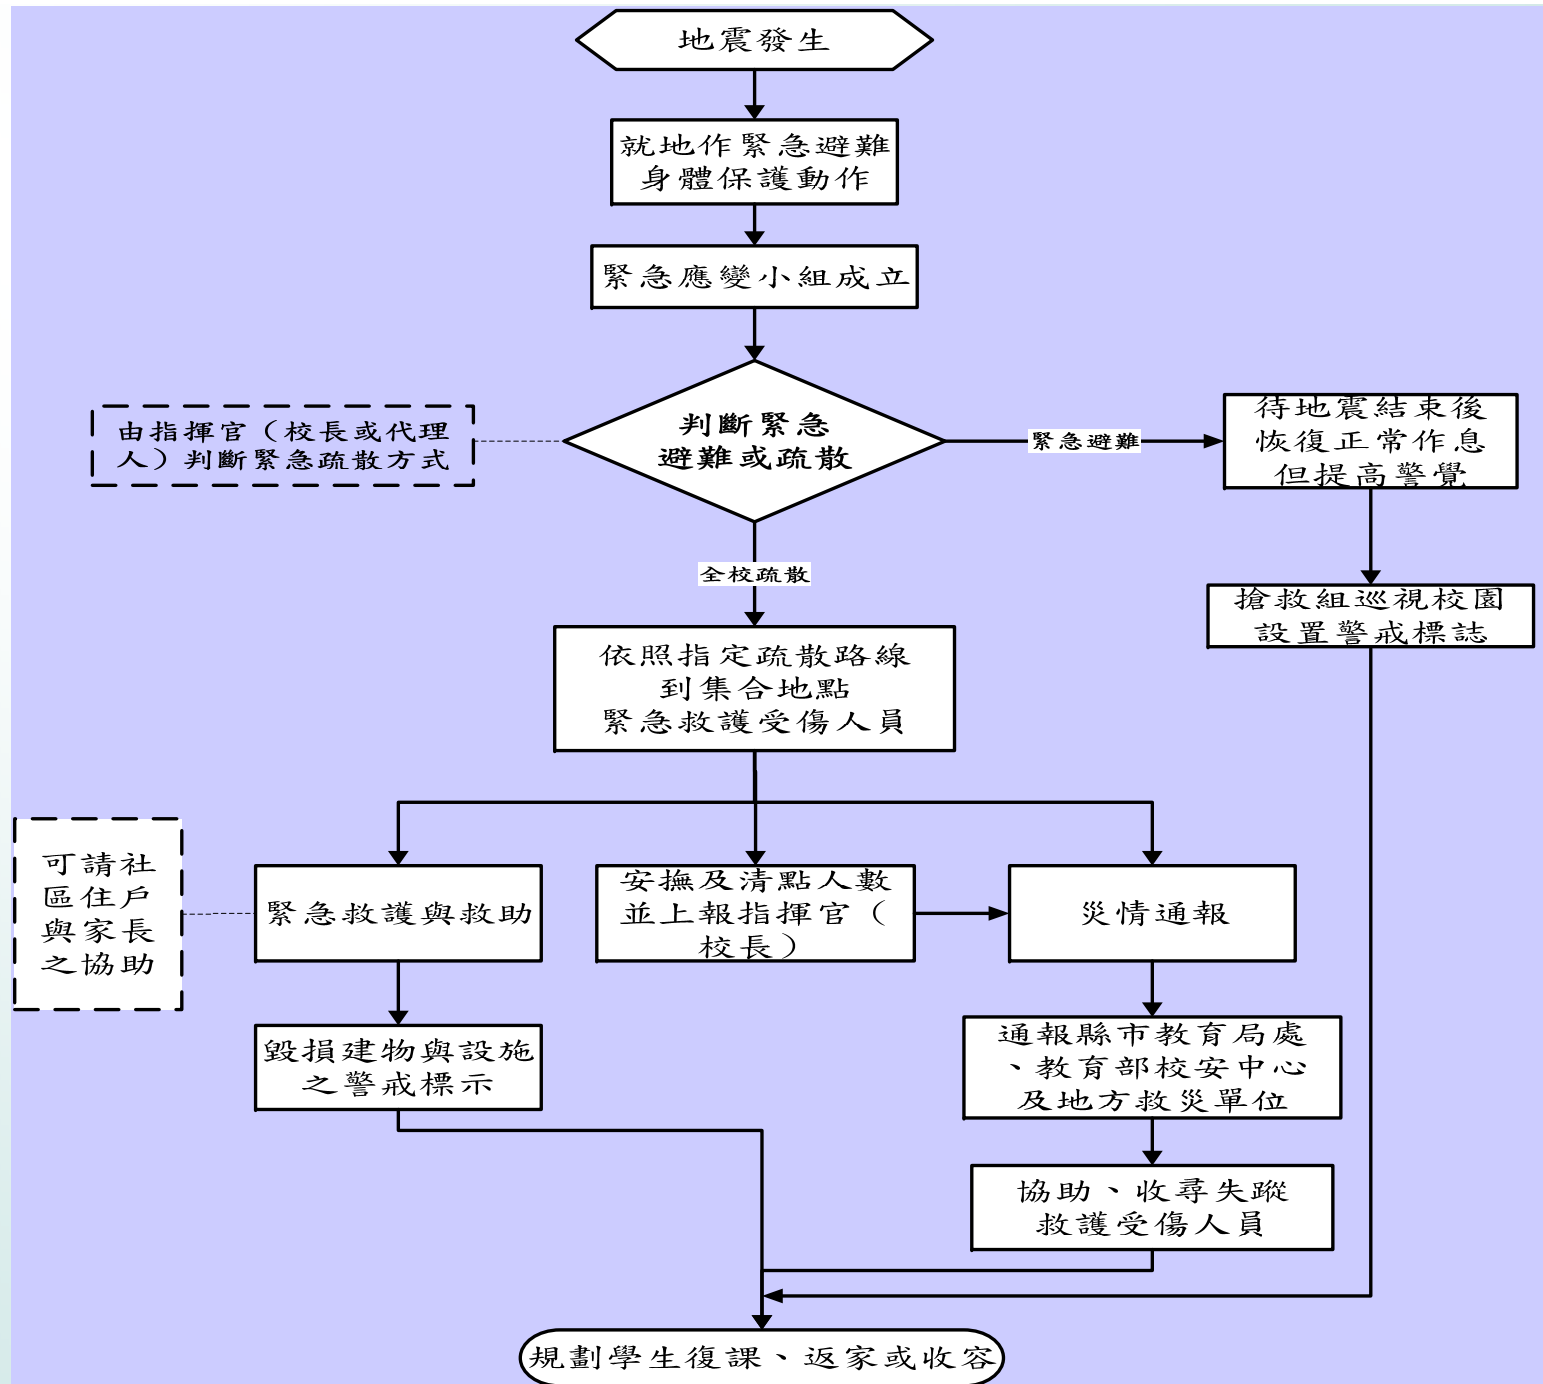 地震發生
就地作緊急避難
身體保護動作
緊急應變小組成立
由指揮官（校長或代理
人）判斷緊急疏散方式
判斷緊急
避難或疏散
緊急避難
待地震結束後
恢復正常作息
但提高警覺
全校疏散
搶救組巡視校園
設置警戒標誌
依照指定疏散路線
到集合地點
緊急救護受傷人員
可請社
區住戶
與家長
之協助
緊急救護與救助
安撫及清點人數
並上報指揮官（
校長）
災情通報
毀損建物與設施
之警戒標示
通報縣市教育局處
、教育部校安中心
及地方救災單位
協助、收尋失蹤
救護受傷人員
規劃學生復課、返家或收容